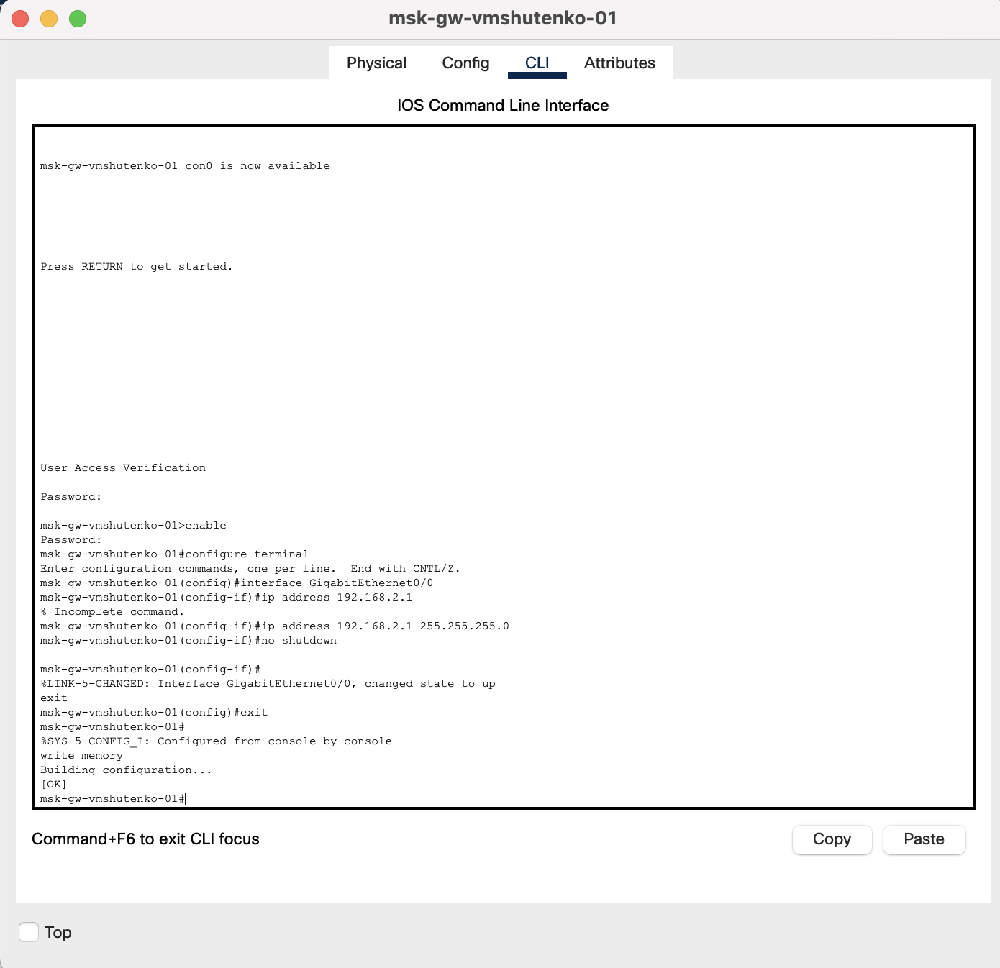 msk-gw-vmshutenko-01
Physical Config CLI Attributes
IOS Command Line Interface
msk-gw-vmshutenko-01 con0 is now available
Press RETURN to get started.
User Access Verification
Password:
msk-gw-vmshutenko-01>enable
Password:
msk-gw-vmshutenko-01#configure terminal
Enter configuration commands, one per line.  End with CNTL/Z.
msk-gw-vmshutenko-01(config)#interface GigabitEthernet0/0
msk-gw-vmshutenko-01(config-if)#ip address 192.168.2.1
% Incomplete command.
msk-gw-vmshutenko-01(config-if)#ip address 192.168.2.1 255.255.255.0
msk-gw-vmshutenko-01(config-if)#no shutdown
msk-gw-vmshutenko-01(config-if)#
%LINK-5-CHANGED: Interface GigabitEthernet0/0, changed state to up
exit
msk-gw-vmshutenko-01(config)#exit
msk-gw-vmshutenko-01#
%SYS-5-CONFIG_I: Configured from console by console
write memory
Building configuration...
[OK]
msk-gw-vmshutenko-01#
Command+F6 to exit CLI focus
Copy Paste
Top